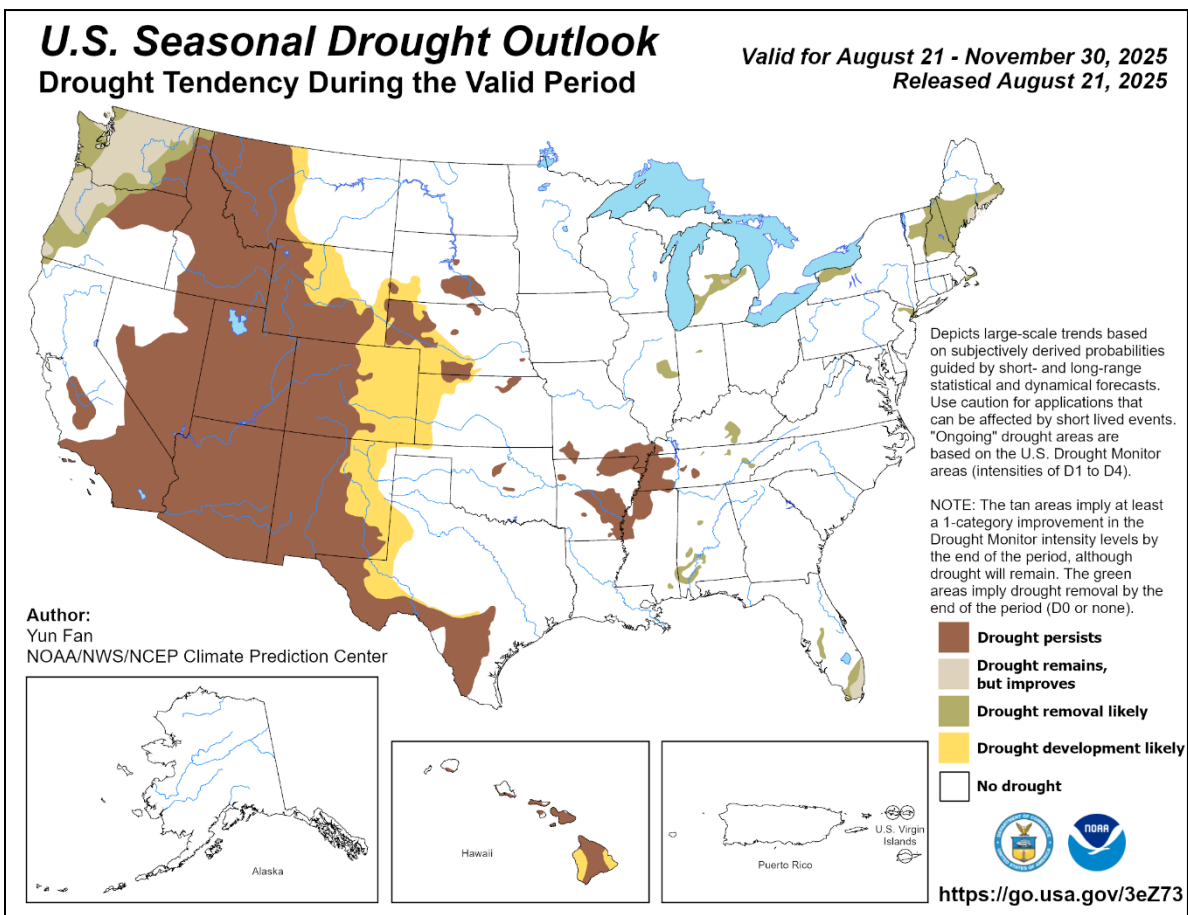 U.S. Seasonal Drought Outlook
Drought Tendency During the Valid Period
Valid for August 21 - November 30, 2025
Released August 21, 2025
Depicts large-scale trends based
on subjectively derived probabilities
guided by short- and long-range
statistical and dynamical forecasts.
Use caution for applications that
can be affected by short lived events.
"Ongoing" drought areas are
based on the U.S. Drought Monitor
areas (intensities of D1 to D4).
NOTE: The tan areas imply at least
a 1-category improvement in the
Drought Monitor intensity levels by
the end of the period, although
drought will remain. The green
areas imply drought removal by the
end of the period (D0 or none).
Author:
Yun Fan
NOAA/NWS/NCEP Climate Prediction Center
Drought persists
Drought remains,
but improves
Drought removal likely
Drought development likely
No drought
Alaska
Hawaii
Puerto Rico
U.S. Virgin
Islands
NOAA
https://go.usa.gov/3eZ73